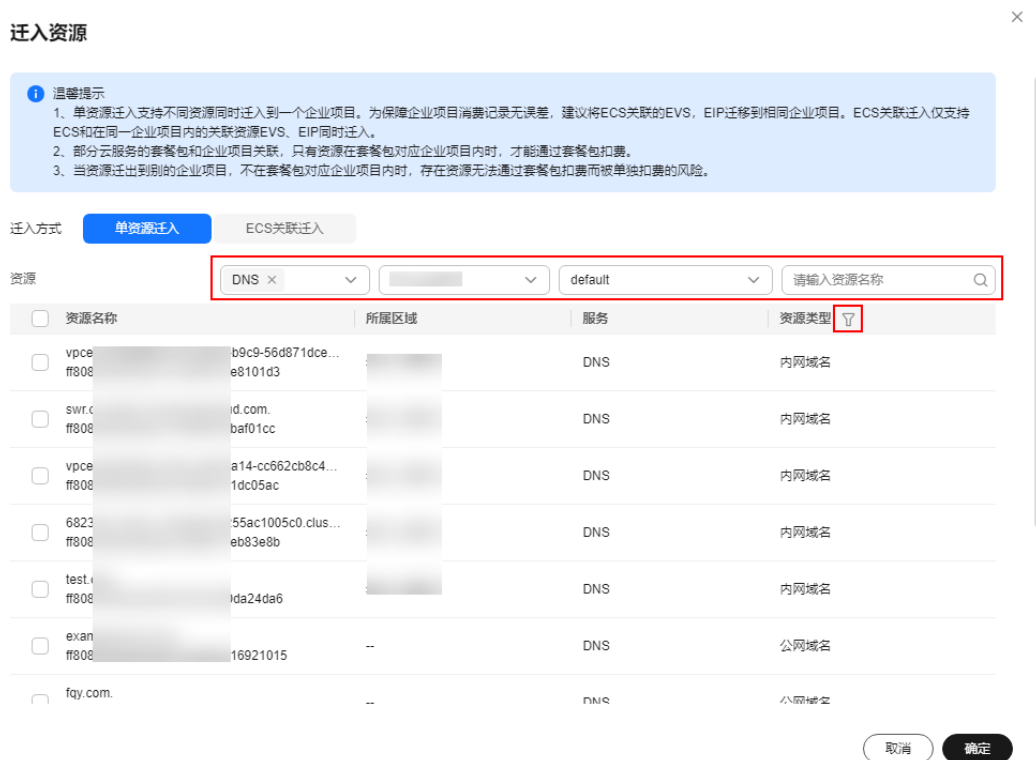 迁入资源
温馨提示
1、单资源迁入支持不同资源同时迁入到一个企业项目。为保障企业项目消费记录无误差，建议将ECS关联的EVS，EIP迁移到相同企业项目。ECS关联迁入仅支持
ECS和在同一企业项目内的关联资源EVS、EIP同时迁入。
2、部分云服务的套餐包和企业项目关联，只有资源在套餐包对应企业项目内时，才能通过套餐包扣费。
3、当资源迁出到别的企业项目，不在套餐包对应企业项目内时，存在资源无法通过套餐包扣费而被单独扣费的风险。
迁入方式 单资源迁入 ECS关联迁入
资源 DNS default 请输入资源名称
资源名称 所属区域 服务 资源类型
vpce b9c9-56d871dce... DNS 内网域名
ff808 e8101d3
swr. d.com. DNS 内网域名
ff808 baf01cc
vpce a14-cc662cb8c4... DNS 内网域名
ff808 1dc05ac
6823 55ac1005c0.clus... DNS 内网域名
ff808 eb83e8b
test. DNS 内网域名
ff808 da24da6
exam -- DNS 公网域名
ff808 16921015
fqy.com. -- DNS 公网域名
取消 确定